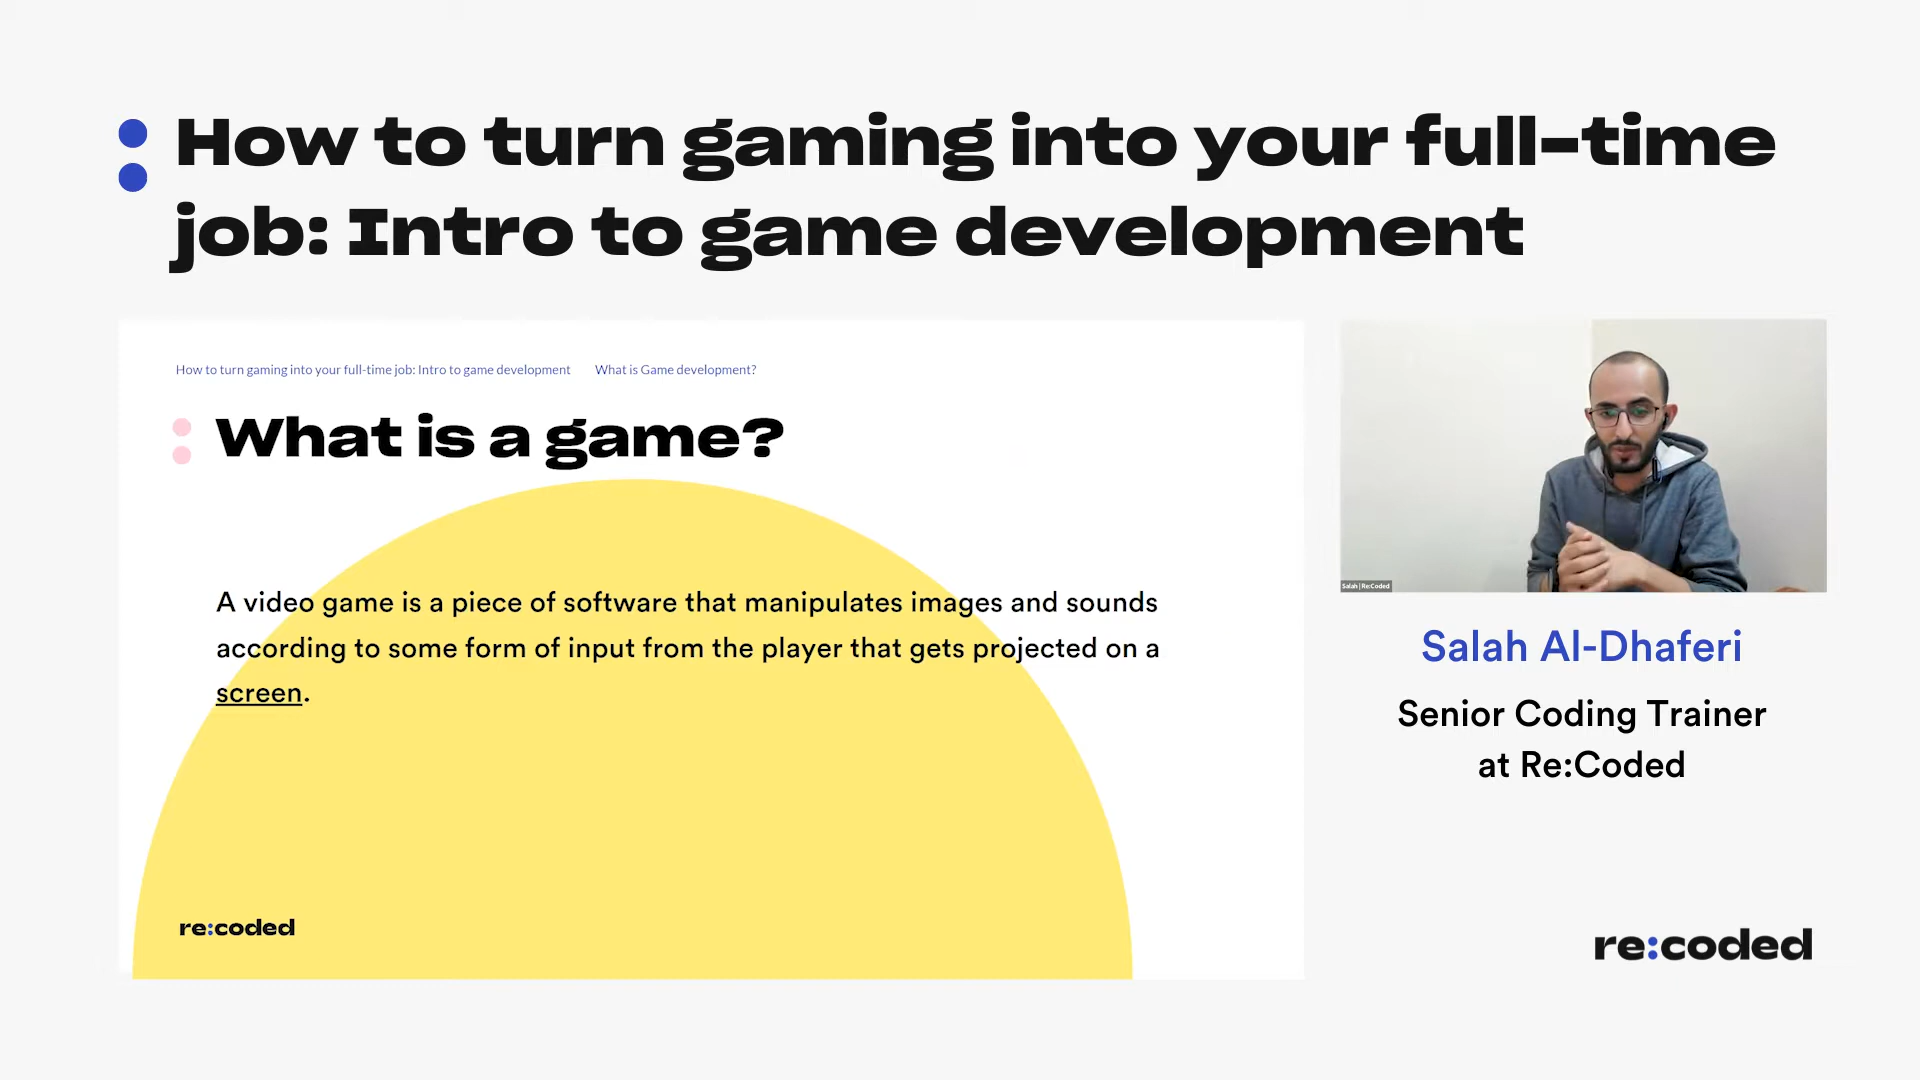 How to turn gaming into your full-time
job: Intro to game development
How to turn gaming into your full-time job: Intro to game development What is Game development?
What is a game?
A video game is a piece of software that manipulates images and sounds
according to some form of input from the player that gets projected on a
screen.
re:coded
Salah | Re:Coded
Salah Al-Dhaferi
Senior Coding Trainer
at Re:Coded
re:coded